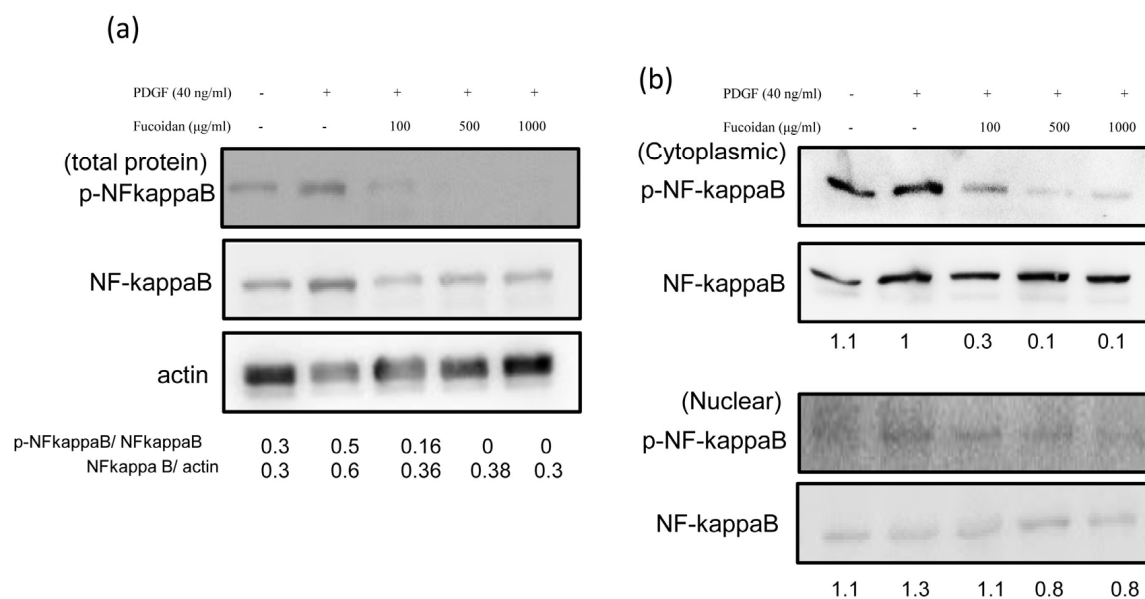 (a)
PDGF (40 ng/ml) - + + + +
Fucoidan (μg/ml) - - 100 500 1000
(total protein)
p-NFkappaB
NF-kappaB
actin
p-NFkappaB/ NFkappaB 0.3 0.5 0.16 0 0
NFkappa B/ actin 0.3 0.6 0.36 0.38 0.3
(b)
PDGF (40 ng/ml) - + + + +
Fucoidan (μg/ml) - - 100 500 1000
(Cytoplasmic)
p-NF-kappaB
NF-kappaB
1.1 1 0.3 0.1 0.1
(Nuclear)
p-NF-kappaB
NF-kappaB
1.1 1.3 1.1 0.8 0.8